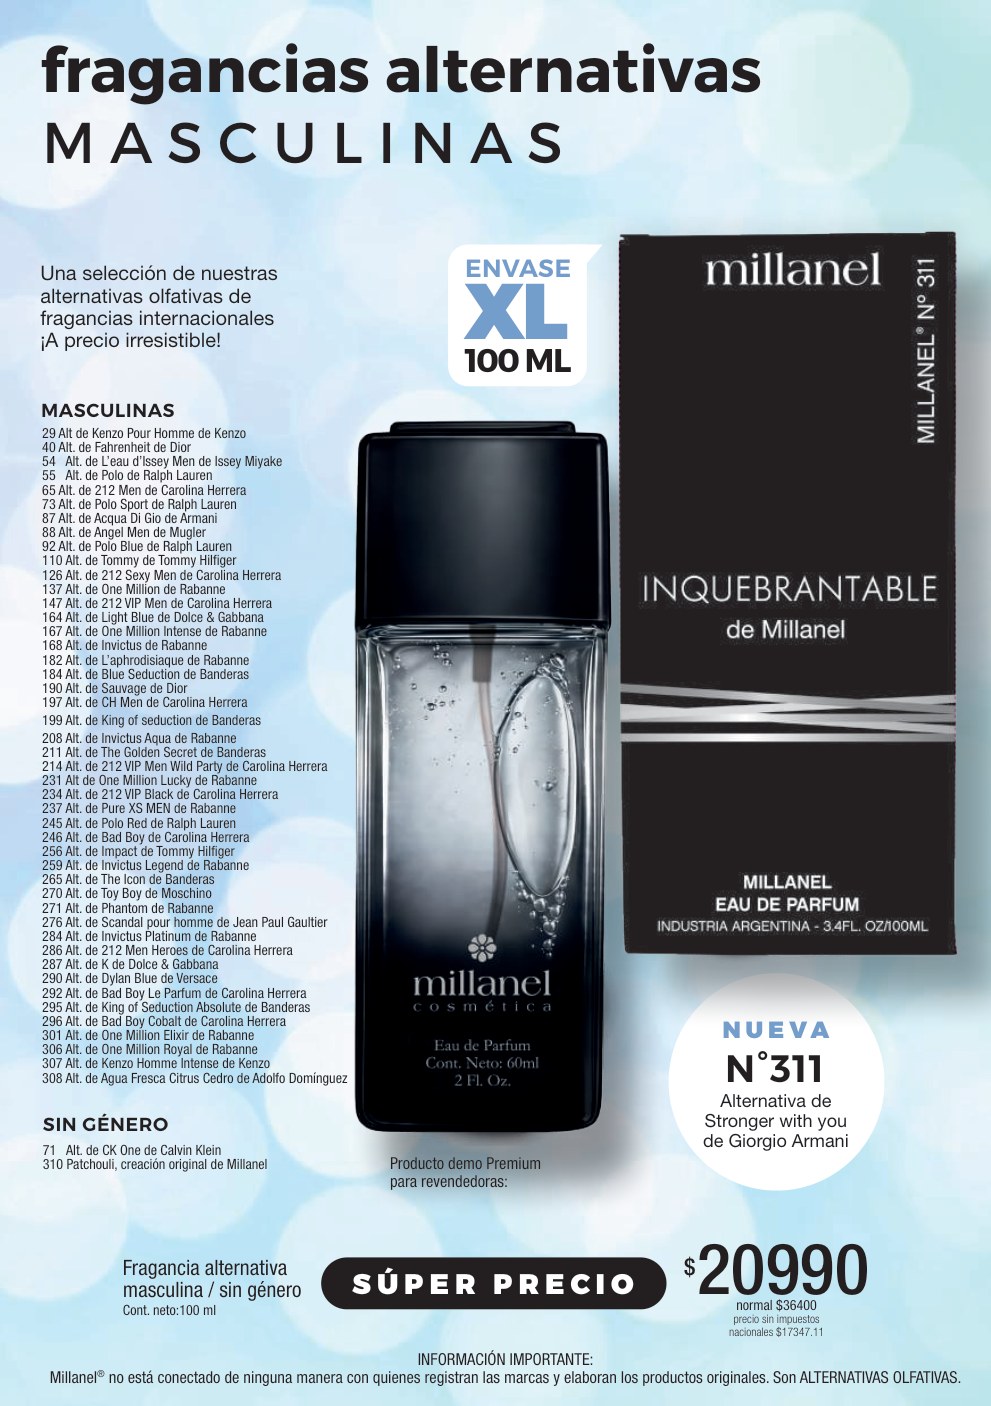 fragancias alternativas
MASCULINAS
Una selección de nuestras
alternativas olfativas de
fragancias internacionales
¡A precio irresistible!
ENVASE
XL
100 ML
MASCULINAS
29 Alt de Kenzo Pour Homme de Kenzo
40 Alt. de Fahrenheit de Dior
54 Alt. de L'eau d'Issey Men de Issey Miyake
55 Alt. de Polo de Ralph Lauren
65 Alt. de 212 Men de Carolina Herrera
73 Alt. de Polo Sport de Ralph Lauren
87 Alt. de Acqua Di Gio de Armani
88 Alt. de Angel Men de Mugler
92 Alt. de Polo Blue de Ralph Lauren
110 Alt. de Tommy de Tommy Hilfiger
126 Alt. de 212 Sexy Men de Carolina Herrera
137 Alt. de One Million de Rabanne
147 Alt. de 212 VIP Men de Carolina Herrera
164 Alt. de Light Blue de Dolce & Gabbana
167 Alt. de One Million Intense de Rabanne
168 Alt. de Invictus de Rabanne
182 Alt. de L'aphrodisiaque de Rabanne
184 Alt. de Blue Seduction de Banderas
190 Alt. de Sauvage de Dior
197 Alt. de CH Men de Carolina Herrera
199 Alt. de King of seduction de Banderas
208 Alt. de Invictus Aqua de Rabanne
211 Alt. de The Golden Secret de Banderas
214 Alt. de 212 VIP Men Wild Party de Carolina Herrera
231 Alt de One Million Lucky de Rabanne
234 Alt. de 212 VIP Black de Carolina Herrera
237 Alt. de Pure XS MEN de Rabanne
245 Alt. de Polo Red de Ralph Lauren
246 Alt. de Bad Boy de Carolina Herrera
256 Alt. de Impact de Tommy Hilfiger
259 Alt. de Invictus Legend de Rabanne
265 Alt. de The Icon de Banderas
270 Alt. de Toy Boy de Moschino
271 Alt. de Phantom de Rabanne
276 Alt. de Scandal pour homme de Jean Paul Gaultier
284 Alt. de Invictus Platinum de Rabanne
286 Alt. de 212 Men Heroes de Carolina Herrera
287 Alt. de K de Dolce & Gabbana
290 Alt. de Dylan Blue de Versace
292 Alt. de Bad Boy Le Parfum de Carolina Herrera
295 Alt. de King of Seduction Absolute de Banderas
296 Alt. de Bad Boy Cobalt de Carolina Herrera
301 Alt. de One Million Elixir de Rabanne
306 Alt. de One Million Royal de Rabanne
307 Alt. de Kenzo Homme Intense de Kenzo
308 Alt. de Agua Fresca Citrus Cedro de Adolfo Domínguez
SIN GÉNERO
71 Alt. de CK One de Calvin Klein
310 Patchouli, creación original de Millanel
millanel
cosmética
Eau de Parfum
Cont. Neto: 60ml
2 Fl. Oz.
Producto demo Premium
para revendedoras:
millanel
MILLANEL® Nº 311
INQUEBRANTABLE
de Millanel
MILLANEL
EAU DE PARFUM
INDUSTRIA ARGENTINA - 3.4FL. OZ/100ML
NUEVA
N°311
Alternativa de
Stronger with you
de Giorgio Armani
Fragancia alternativa
masculina / sin género
Cont. neto:100 ml
SÚPER PRECIO
$20990
normal $36400
precio sin impuestos
nacionales $17347.11
INFORMACIÓN IMPORTANTE:
Millanel® no está conectado de ninguna manera con quienes registran las marcas y elaboran los productos originales. Son ALTERNATIVAS OLFATIVAS.